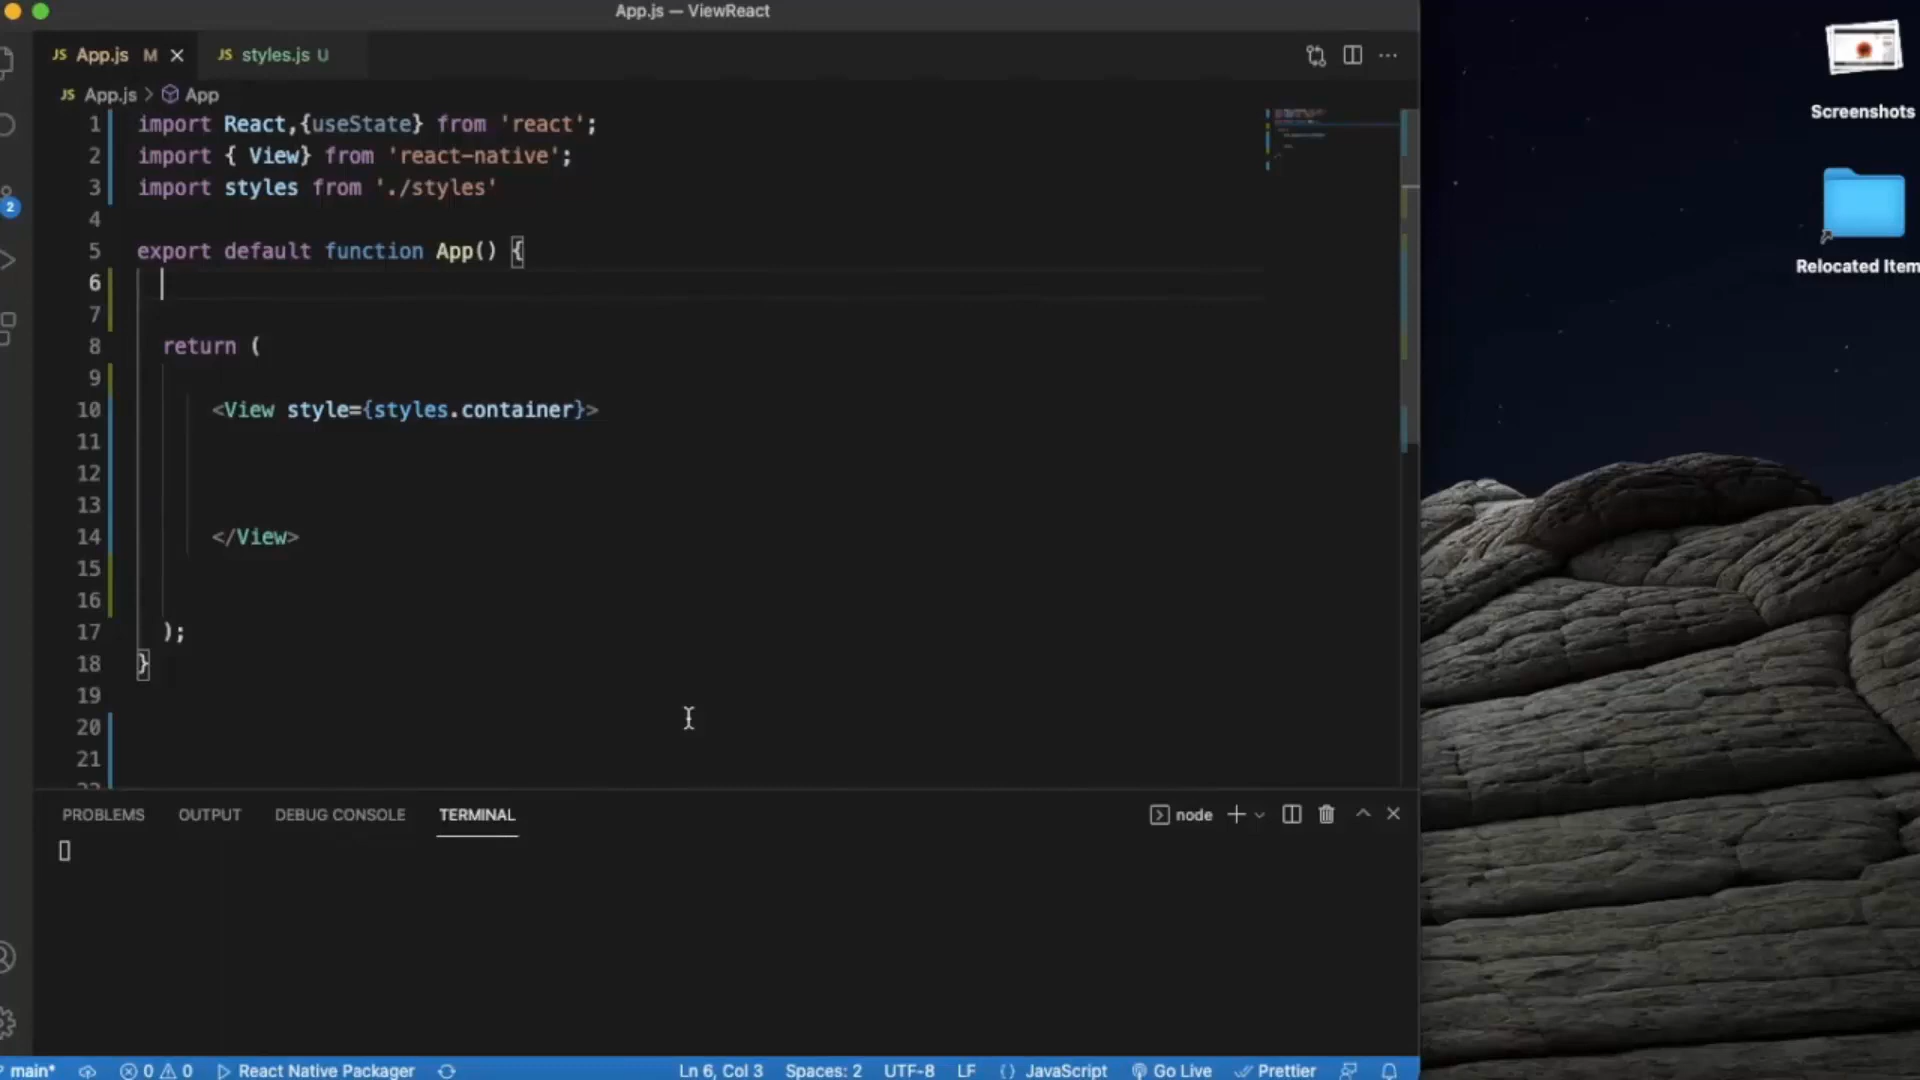 App.js — ViewReact
JS App.js M
JS styles.js U
JS App.js > App
1 import React,{useState} from 'react';
2 import { View} from 'react-native';
3 import styles from './styles'
4
5 export default function App() {
6
7
8 return (
9
10 <View style={styles.container}>
11
12
13
14 </View>
15
16
17 );
18 }
19
20
21
22
2
PROBLEMS OUTPUT DEBUG CONSOLE TERMINAL node
main* 0 0 React Native Packager Ln 6, Col 3 Spaces: 2 UTF-8 LF {} JavaScript Go Live Prettier
Screenshots
Relocated Item